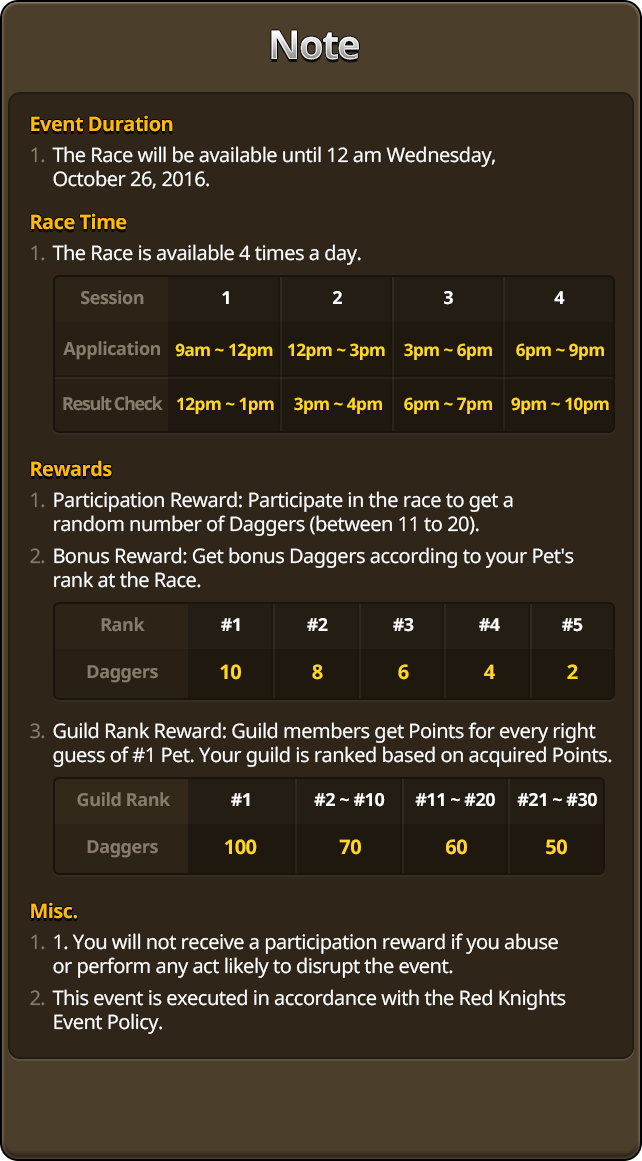 Note
Event Duration
1. The Race will be available until 12 am Wednesday,
October 26, 2016.
Race Time
1. The Race is available 4 times a day.
Session 1 2 3 4
Application 9am ~ 12pm 12pm ~ 3pm 3pm ~ 6pm 6pm ~ 9pm
Result Check 12pm ~ 1pm 3pm ~ 4pm 6pm ~ 7pm 9pm ~ 10pm
Rewards
1. Participation Reward: Participate in the race to get a
random number of Daggers (between 11 to 20).
2. Bonus Reward: Get bonus Daggers according to your Pet's
rank at the Race.
Rank #1 #2 #3 #4 #5
Daggers 10 8 6 4 2
3. Guild Rank Reward: Guild members get Points for every right
guess of #1 Pet. Your guild is ranked based on acquired Points.
Guild Rank #1 #2 ~ #10 #11 ~ #20 #21 ~ #30
Daggers 100 70 60 50
Misc.
1. 1. You will not receive a participation reward if you abuse
or perform any act likely to disrupt the event.
2. This event is executed in accordance with the Red Knights
Event Policy.